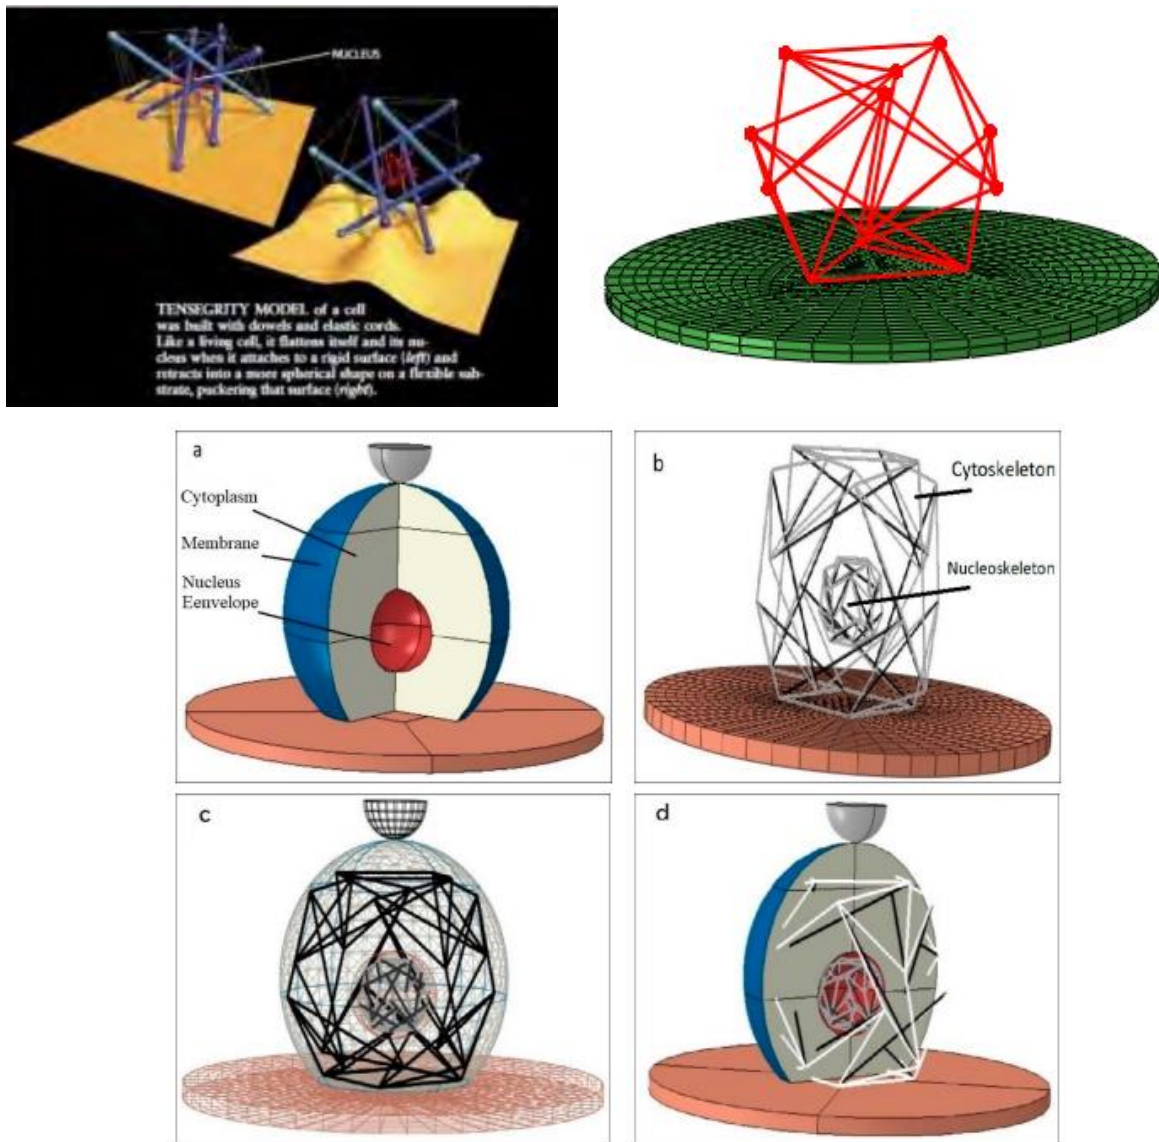 NUCLEUS
TENSEGRITY MODEL of a cell
was built with dowels and elastic cords.
Like a living cell, it flattens itself and its nu-
cleus when it attaches to a rigid surface (left) and
retracts into a more spherical shape on a flexible sub-
strate, puckering that surface (right).
a
Cytoplasm
Membrane
Nucleus
Eenvelope
b
Cytoskeleton
Nucleoskeleton
c
d